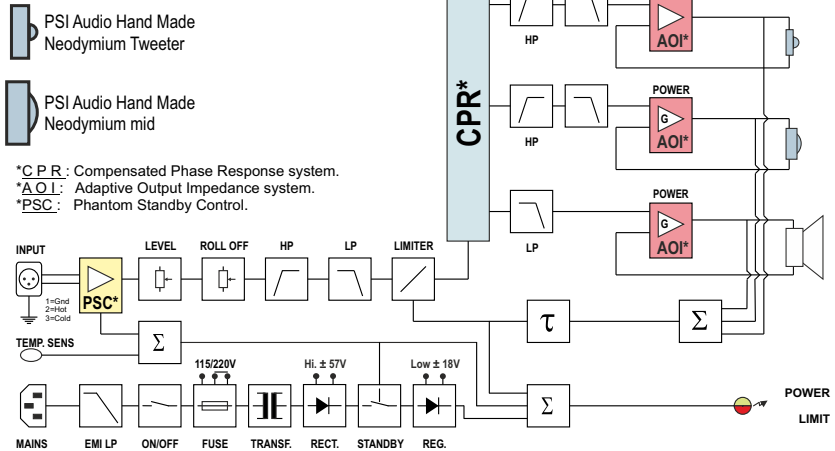 PSI Audio Hand Made
Neodymium Tweeter
PSI Audio Hand Made
Neodymium mid
*C P R : Compensated Phase Response system.
*A O I : Adaptive Output Impedance system.
*PSC : Phantom Standby Control.
CPR*
HP
AOI*
POWER
G
AOI*
HP
POWER
G
AOI*
LP
INPUT
LEVEL
ROLL OFF
HP
LP
LIMITER
1=Gnd
2=Hot
3=Cold
PSC*
τ
Σ
TEMP. SENS
Σ
115/220V
Hi. ± 57V
Low ± 18V
Σ
POWER
LIMIT
MAINS
EMI LP
ON/OFF
FUSE
TRANSF.
RECT.
STANDBY
REG.